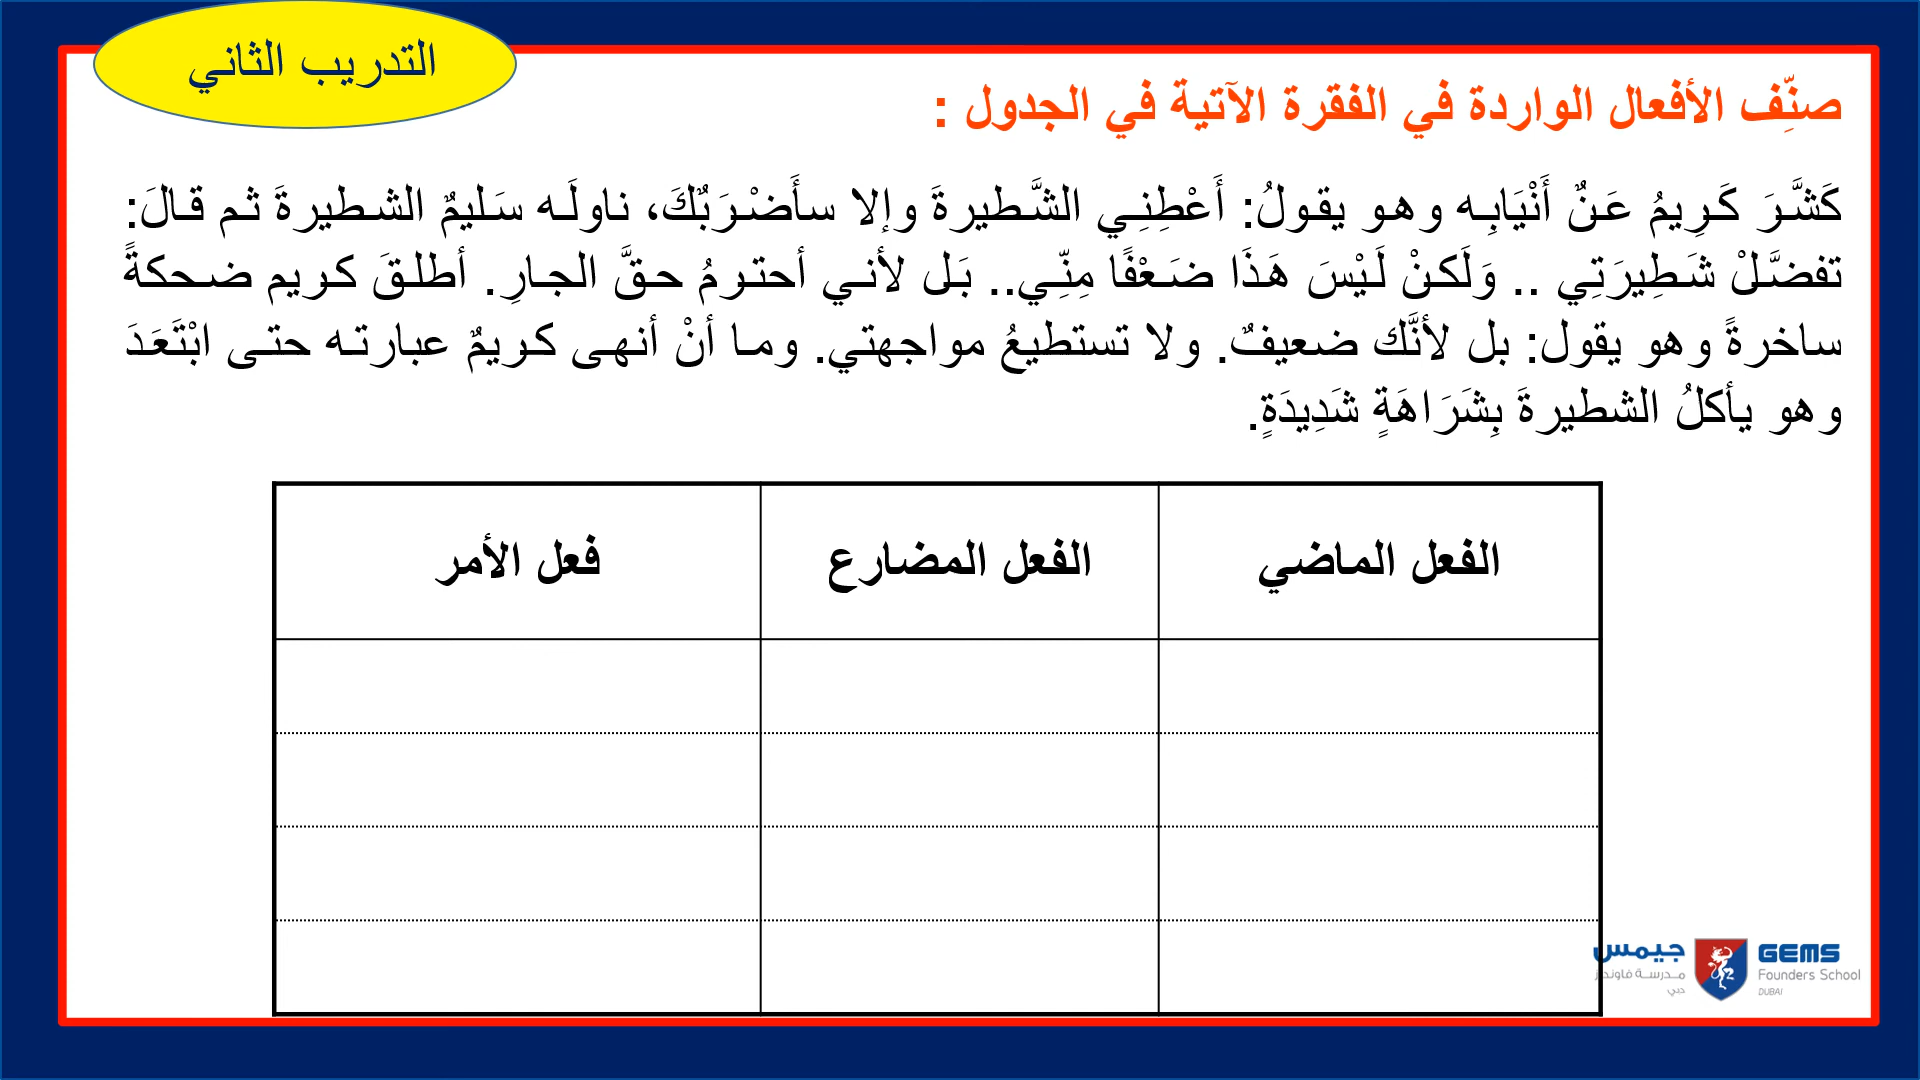 التدريب الثاني
صنِّف الأفعال الواردة في الفقرة الآتية في الجدول :
كَشَّرَ كَرِيمُ عَنٌ أَنْيَابِه وهو يقولُ: أَعْطِنِي الشَّطيرةَ وإلا سأَضْرَبٌكَ، ناولَه سَليمٌ الشطيرةَ ثم قالَ:
تفضَّلْ شَطِيرَتِي .. وَلَكنْ لَيْسَ هَذَا ضَعْفًا مِنِّي.. بَل لأني أحترمُ حقَّ الجارِ. أطلقَ كريم ضحكةً
ساخرةً وهو يقول: بل لأنَّك ضعيفٌ. ولا تستطيعُ مواجهتي. وما أنْ أنهى كريمٌ عبارته حتى ابْتَعَدَ
وهو يأكلُ الشطيرةَ بِشَرَاهَةٍ شَدِيدَةٍ.
الفعل الماضي الفعل المضارع فعل الأمر
جيمس GEMS
مدرسة فاوندرز Founders School
دبي DUBAI